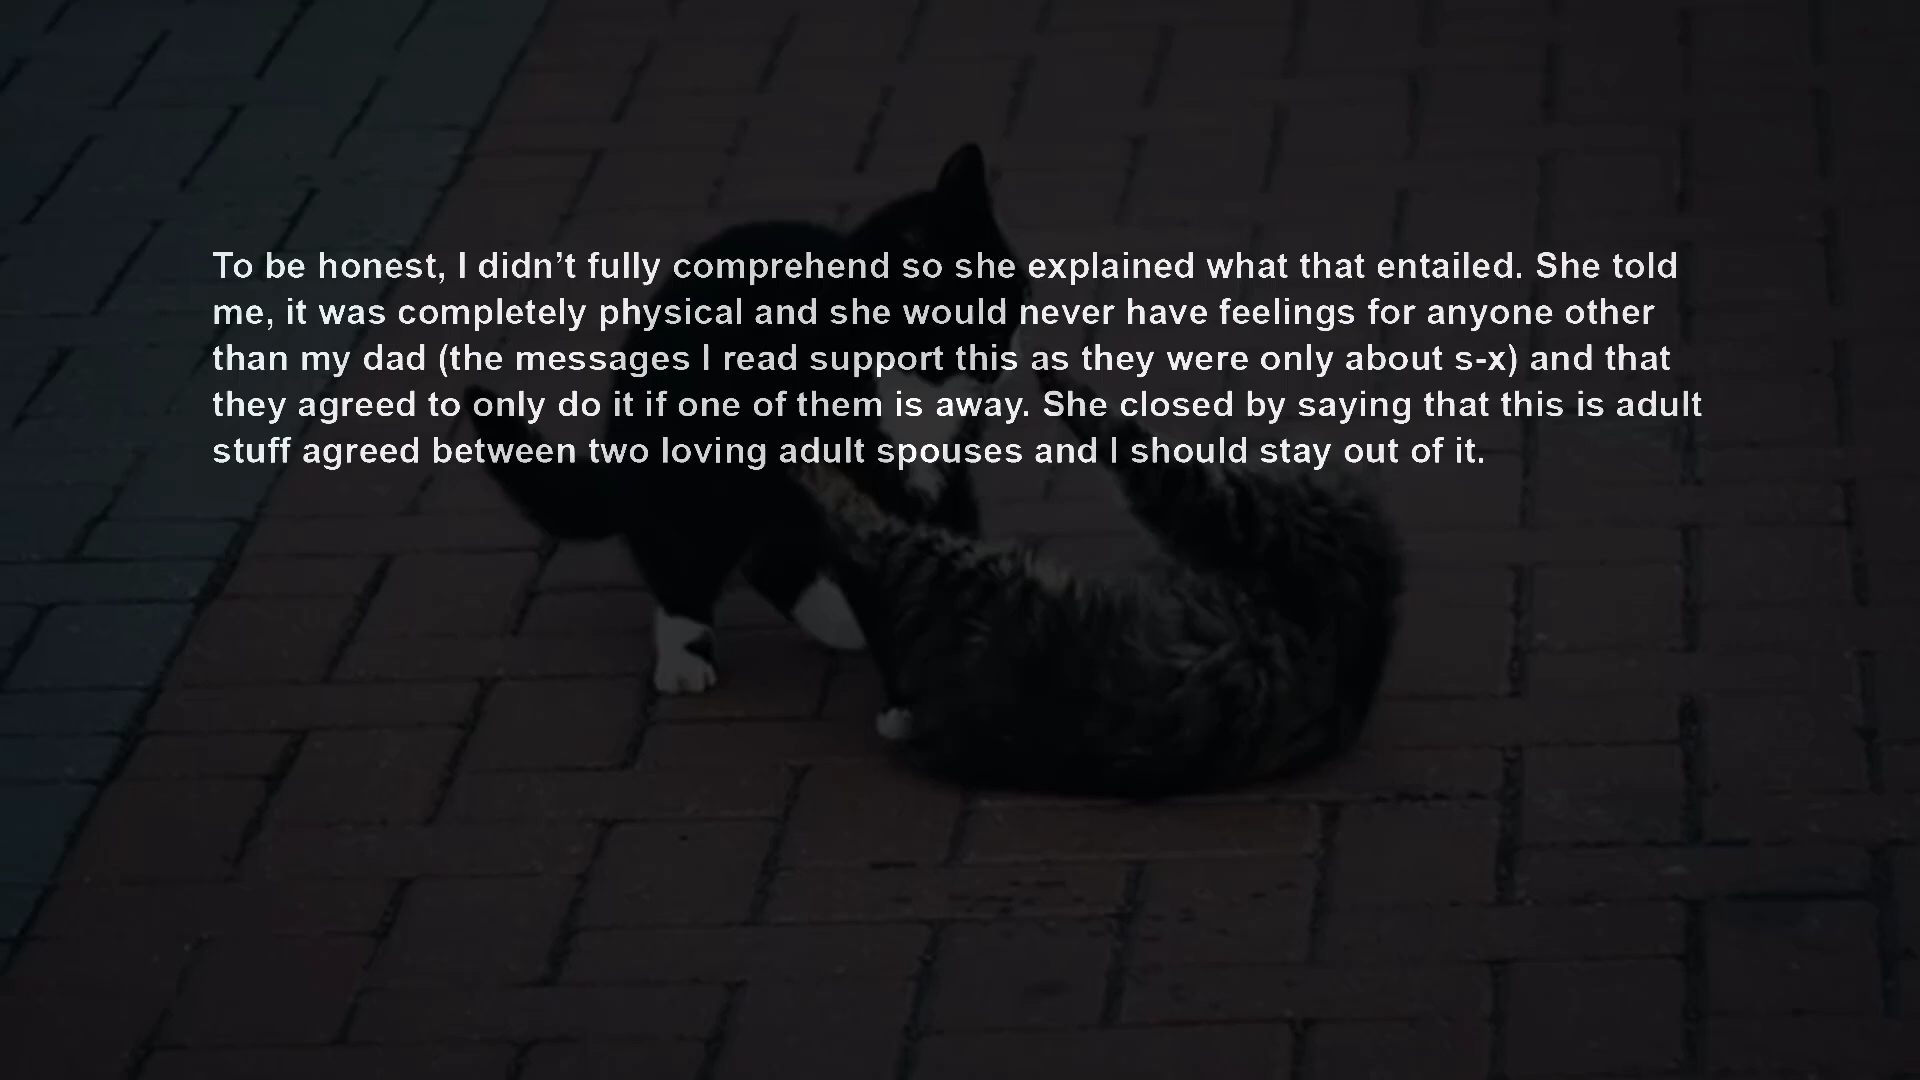 To be honest, I didn’t fully comprehend so she explained what that entailed. She told
me, it was completely physical and she would never have feelings for anyone other
than my dad (the messages I read support this as they were only about s-x) and that
they agreed to only do it if one of them is away. She closed by saying that this is adult
stuff agreed between two loving adult spouses and I should stay out of it.